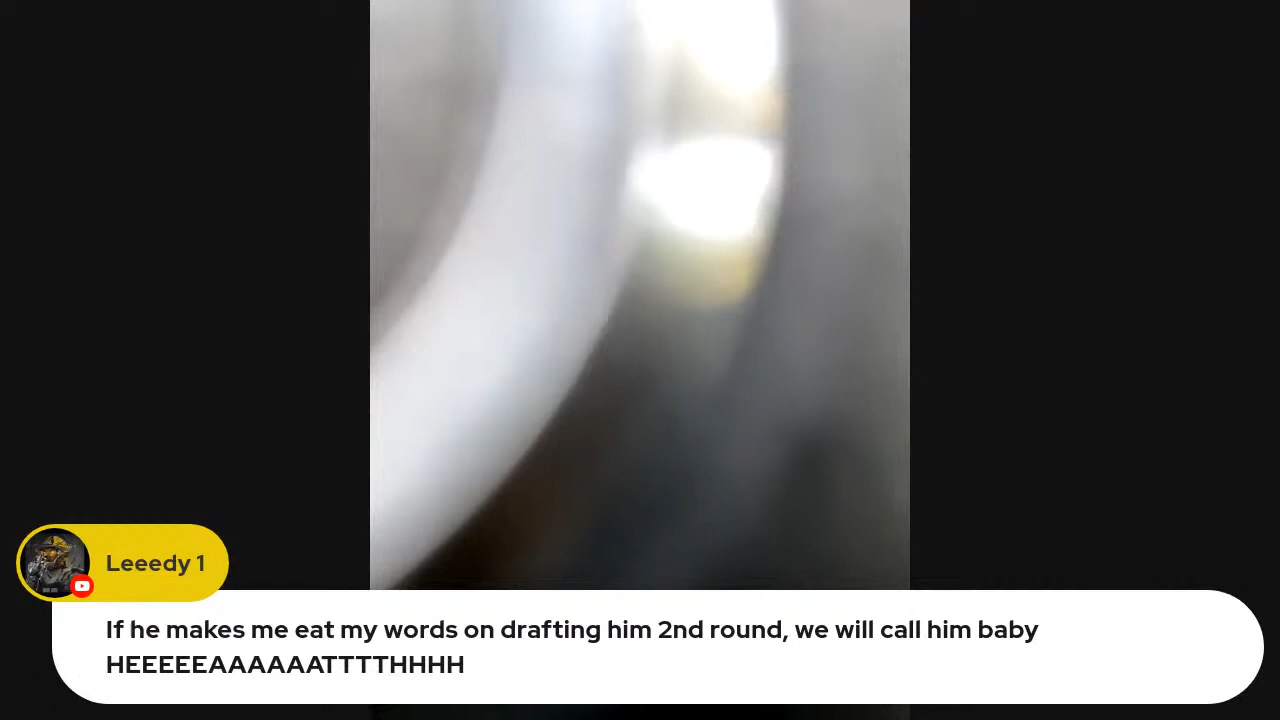 Leeedy 1
If he makes me eat my words on drafting him 2nd round, we will call him baby
HEEEEEAAAAAATTTTHHHH